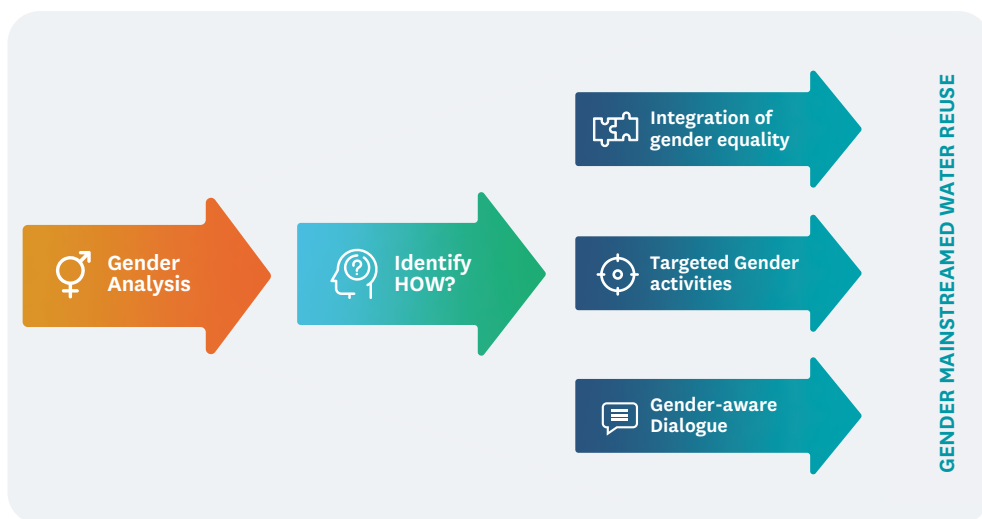 Gender
Analysis
Identify
HOW?
Integration of
gender equality
Targeted Gender
activities
Gender-aware
Dialogue
GENDER MAINSTREAMED WATER REUSE